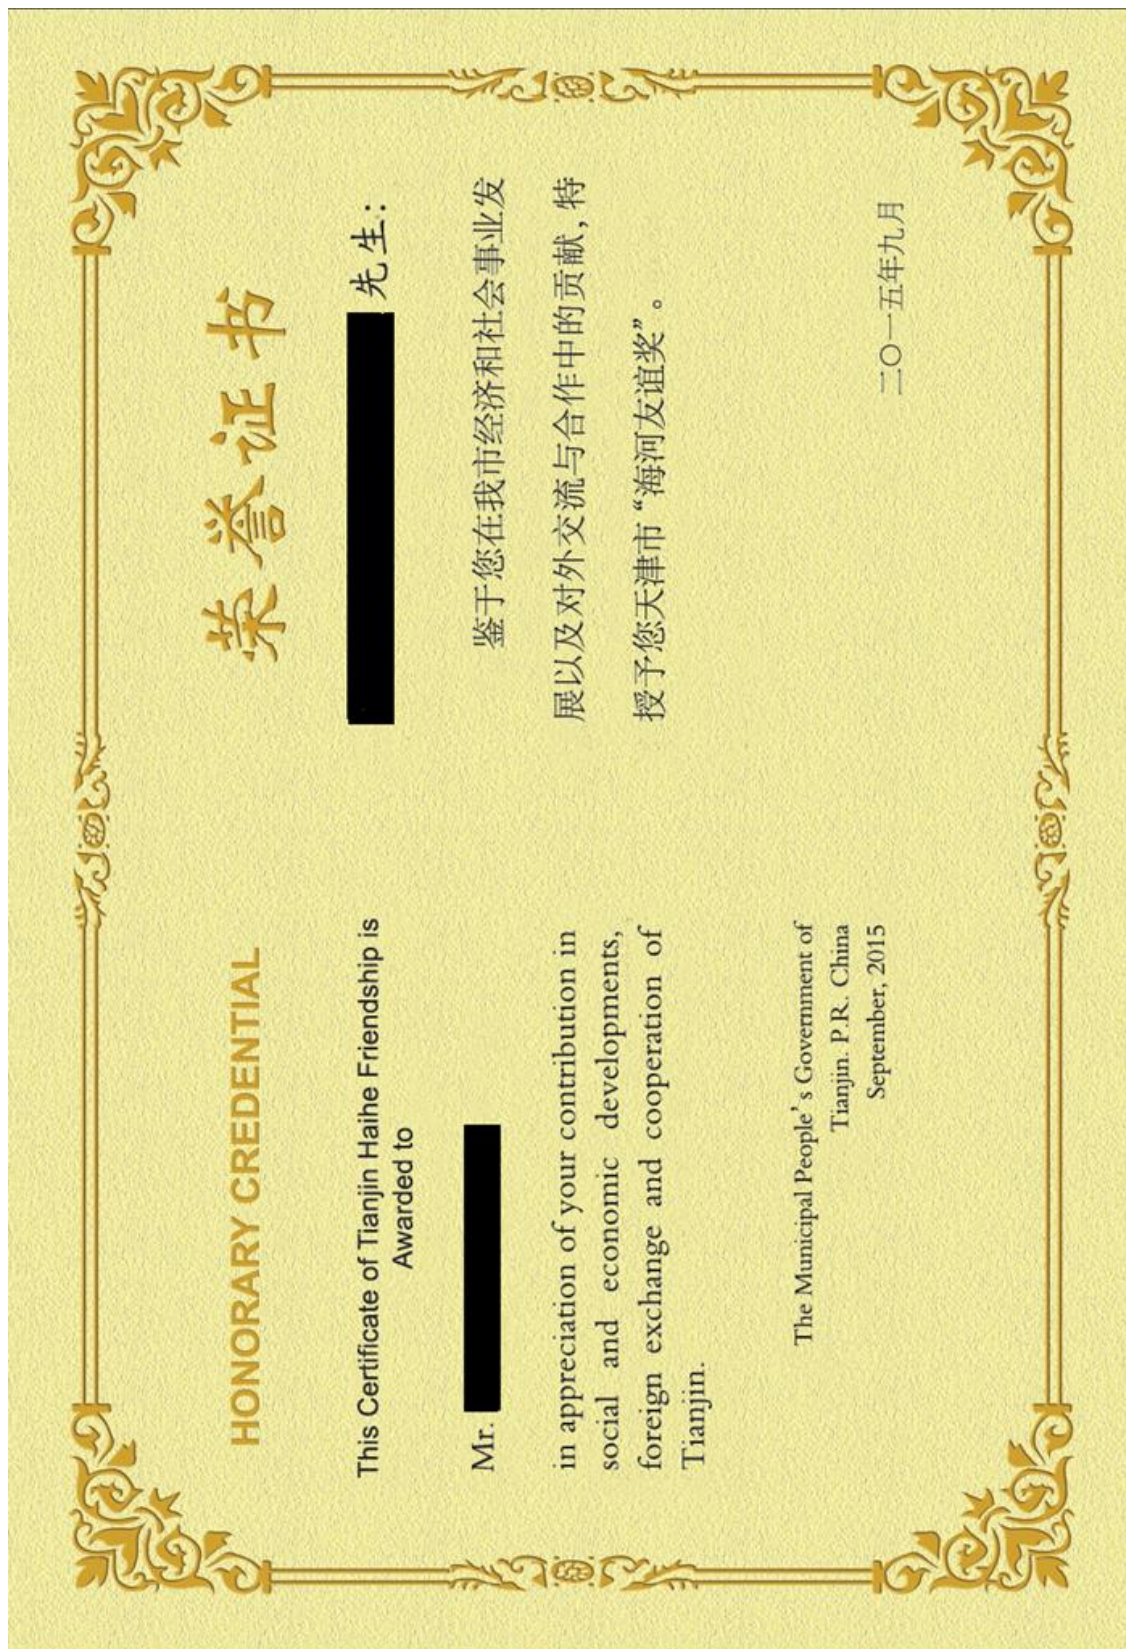 HONORARY CREDENTIAL
This Certificate of Tianjin Haihe Friendship is
Awarded to
Mr.
in appreciation of your contribution in
social and economic developments,
foreign exchange and cooperation of
Tianjin.
The Municipal People’ s Government of
Tianjin. P.R. China
September, 2015
荣誉证书
先生：
鉴于您在我市经济和社会事业发
展以及对外交流与合作中的贡献，特
授予您天津市“海河友谊奖”。
二〇一五年九月